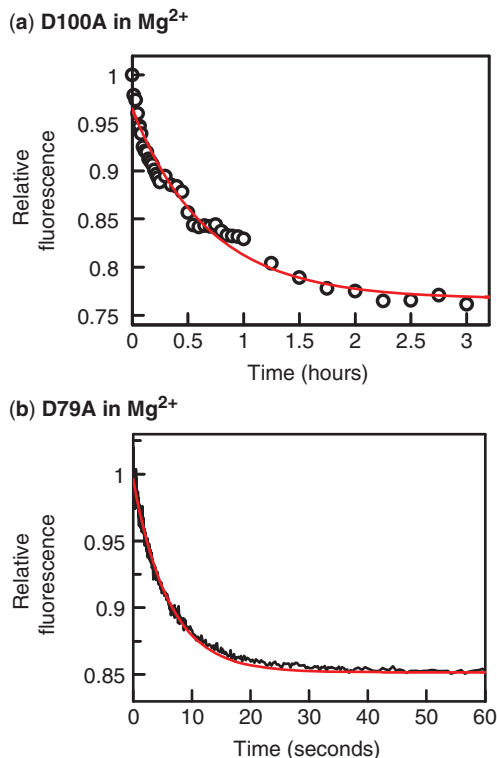 (a) D100A in Mg2+
1
0.95
0.9
0.85
0.8
0.75
Relative
fluorescence
0 0.5 1 1.5 2 2.5 3
Time (hours)
(b) D79A in Mg2+
1
0.95
0.9
0.85
Relative
fluorescence
0 10 20 30 40 50 60
Time (seconds)